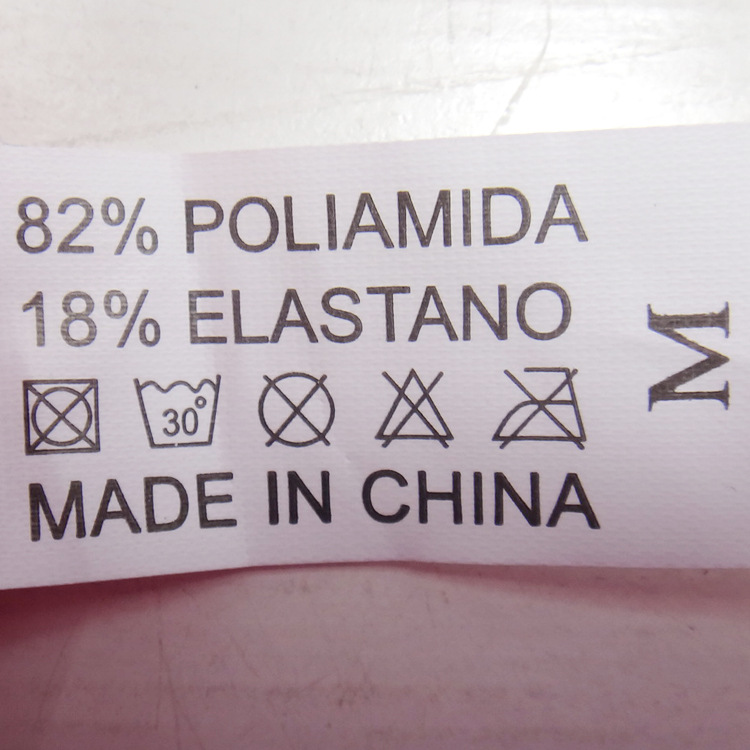 82% POLIAMIDA
18% ELASTANO
30°
MADE IN CHINA
M